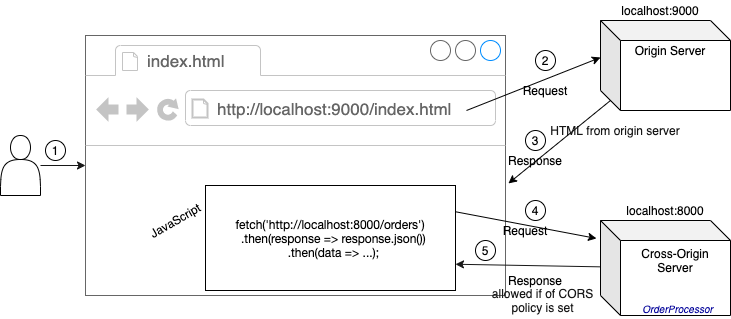 localhost:9000
Origin Server
index.html
2
Request
http://localhost:9000/index.html
HTML from origin server
3
1
Response
JavaScript
fetch('http://localhost:8000/orders')
.then(response => response.json())
.then(data => ...);
4
Request
localhost:8000
5
Cross-Origin
Server
Response
allowed if of CORS
policy is set
OrderProcessor